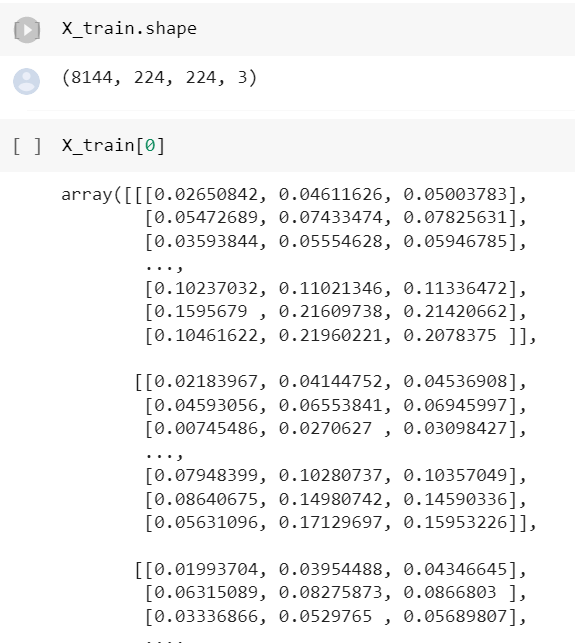 X_train.shape
(8144, 224, 224, 3)
[ ] X_train[0]
array([[[0.02650842, 0.04611626, 0.05003783],
[0.05472689, 0.07433474, 0.07825631],
[0.03593844, 0.05554628, 0.05946785],
...,
[0.10237032, 0.11021346, 0.11336472],
[0.1595679 , 0.21609738, 0.21420662],
[0.10461622, 0.21960221, 0.2078375 ]],
[[0.02183967, 0.04144752, 0.04536908],
[0.04593056, 0.06553841, 0.06945997],
[0.00745486, 0.0270627 , 0.03098427],
...,
[0.07948399, 0.10280737, 0.10357049],
[0.08640675, 0.14980742, 0.14590336],
[0.05631096, 0.17129697, 0.15953226]],
[[0.01993704, 0.03954488, 0.04346645],
[0.06315089, 0.08275873, 0.0866803 ],
[0.03336866, 0.0529765 , 0.05689807],
...,